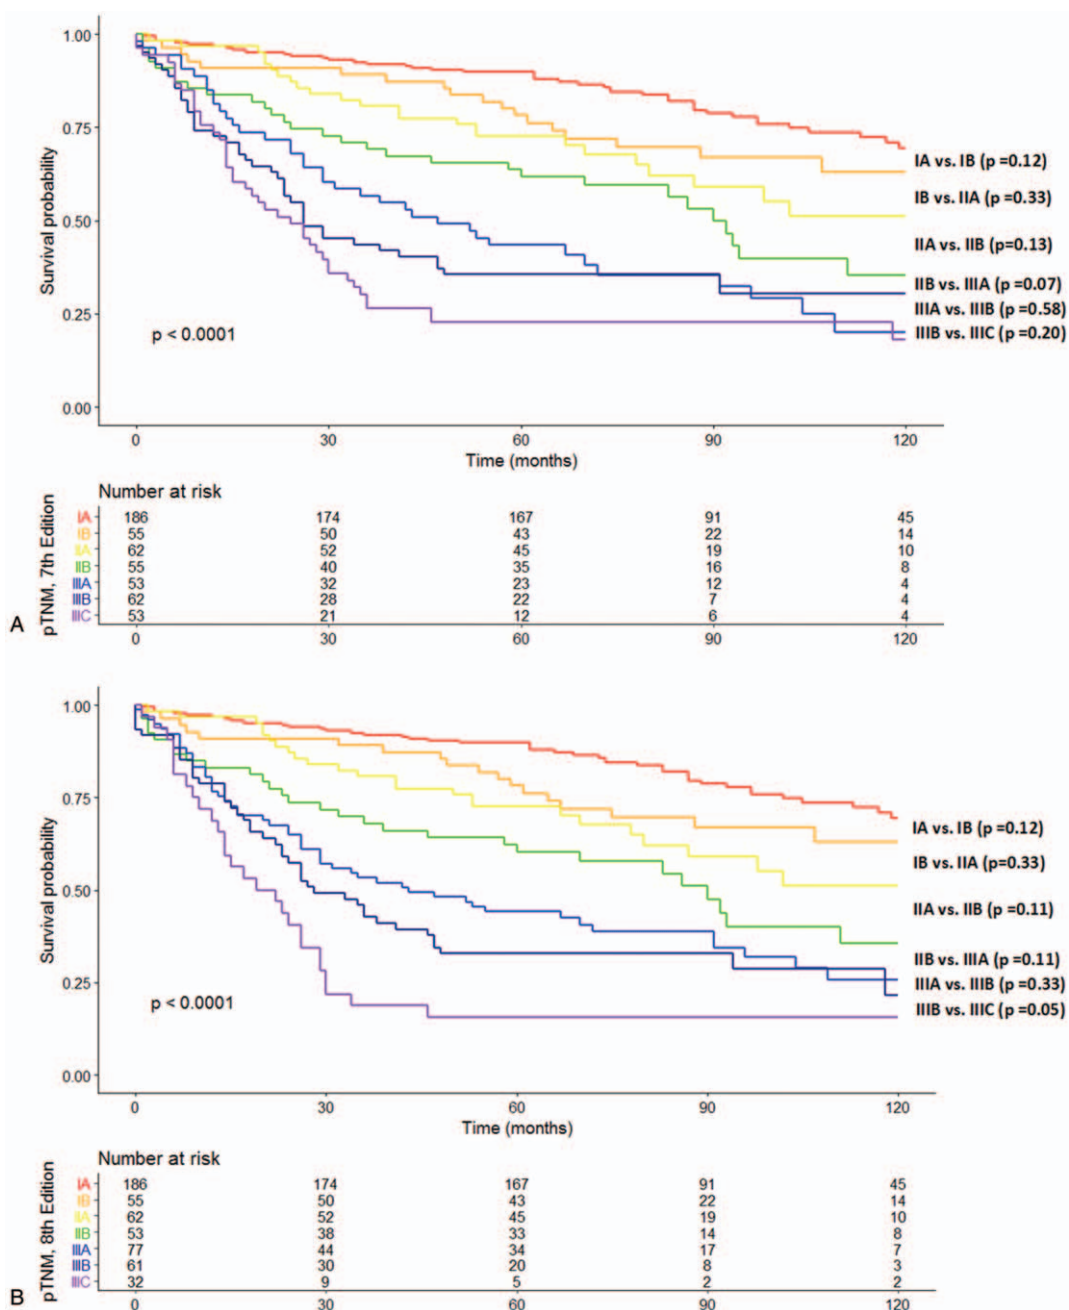 1.00
0.75
0.50
0.25
0.00
Survival probability
p < 0.0001
IA vs. IB (p =0.12)
IB vs. IIA (p =0.33)
IIA vs. IIB (p=0.13)
IIB vs. IIIA (p =0.07)
IIIA vs. IIIB (p =0.58)
IIIB vs. IIIC (p =0.20)
0 30 60 90 120
Time (months)
Number at risk
pTNM, 7th Edition
IA 186 174 167 91 45
IB 55 50 43 22 14
IIA 62 52 45 19 10
IIB 55 40 35 16 8
IIIA 53 32 23 12 4
IIIB 62 28 22 7 4
IIIC 53 21 12 6 4
A
0 30 60 90 120
1.00
0.75
0.50
0.25
0.00
Survival probability
p < 0.0001
IA vs. IB (p =0.12)
IB vs. IIA (p=0.33)
IIA vs. IIB (p =0.11)
IIB vs. IIIA (p =0.11)
IIIA vs. IIIB (p =0.33)
IIIB vs. IIIC (p =0.05)
0 30 60 90 120
Time (months)
Number at risk
pTNM, 8th Edition
IA 186 174 167 91 45
IB 55 50 43 22 14
IIA 62 52 45 19 10
IIB 53 38 33 14 8
IIIA 77 44 34 17 7
IIIB 61 30 20 8 3
IIIC 32 9 5 2 2
B
0 30 60 90 120